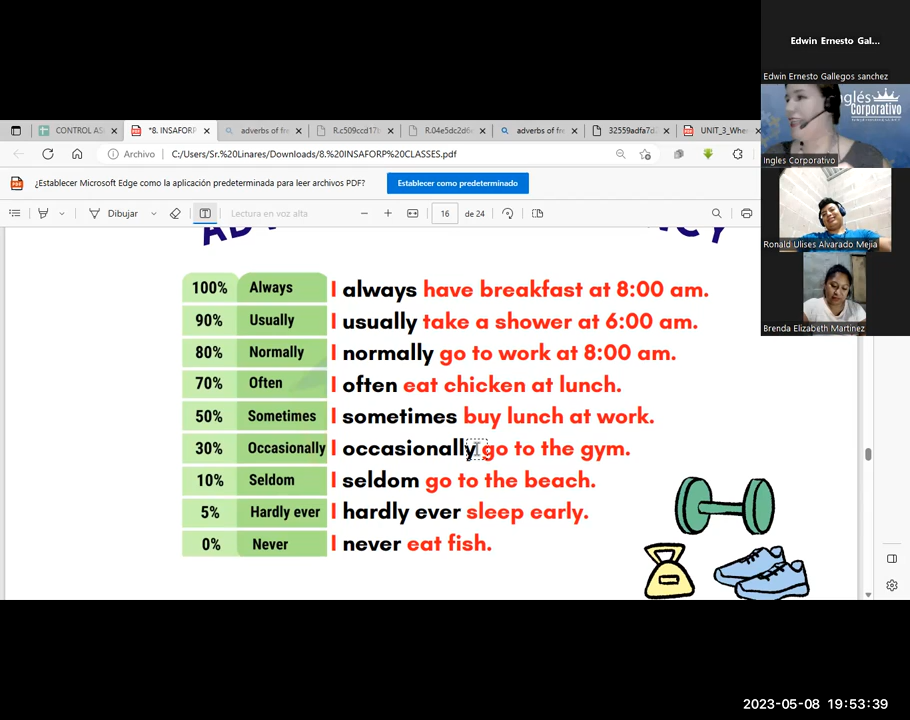 Edwin Ernesto Gal...
Edwin Ernesto Gallegos sanchez
Inglés
Corporativo
Ingles Corporativo
Ronald Ulises Alvarado Mejia
Brenda Elizabeth Martinez
CONTROL AS
*8. INSAFOR
adverbs of fre
R.c509ccd17
R.04e5dc2d6
adverbs of fre
32559adfa7d
UNIT_3_Whe
Archivo
C:/Users/Sr.%20Linares/Downloads/8.%20INSAFORP%20CLASSES.pdf
¿Establecer Microsoft Edge como la aplicación predeterminada para leer archivos PDF?
Establecer como predeterminado
Dibujar
Lectura en voz alta
16
de 24
100% Always I always have breakfast at 8:00 am.
90% Usually I usually take a shower at 6:00 am.
80% Normally I normally go to work at 8:00 am.
70% Often I often eat chicken at lunch.
50% Sometimes I sometimes buy lunch at work.
30% Occasionally I occasionally go to the gym.
10% Seldom I seldom go to the beach.
5% Hardly ever I hardly ever sleep early.
0% Never I never eat fish.
2023-05-08 19:53:39